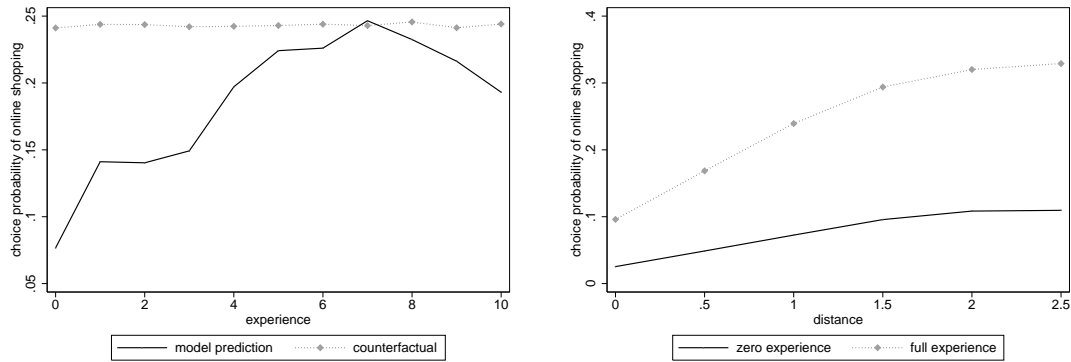 choice probability of online shopping
.25
.2
.15
.1
.05
0 2 4 6 8 10
experience
model prediction counterfactual
choice probability of online shopping
.4
.3
.2
.1
0
0 .5 1 1.5 2 2.5
distance
zero experience full experience